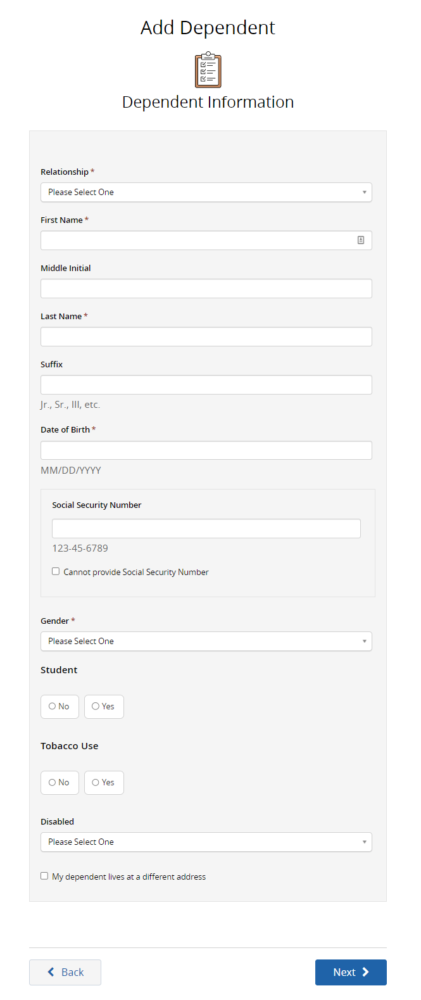 Add Dependent
Dependent Information
Relationship *
Please Select One
First Name *
Middle Initial
Last Name *
Suffix
Jr., Sr., III, etc.
Date of Birth *
MM/DD/YYYY
Social Security Number
123-45-6789
Cannot provide Social Security Number
Gender *
Please Select One
Student
No Yes
Tobacco Use
No Yes
Disabled
Please Select One
My dependent lives at a different address
Back Next